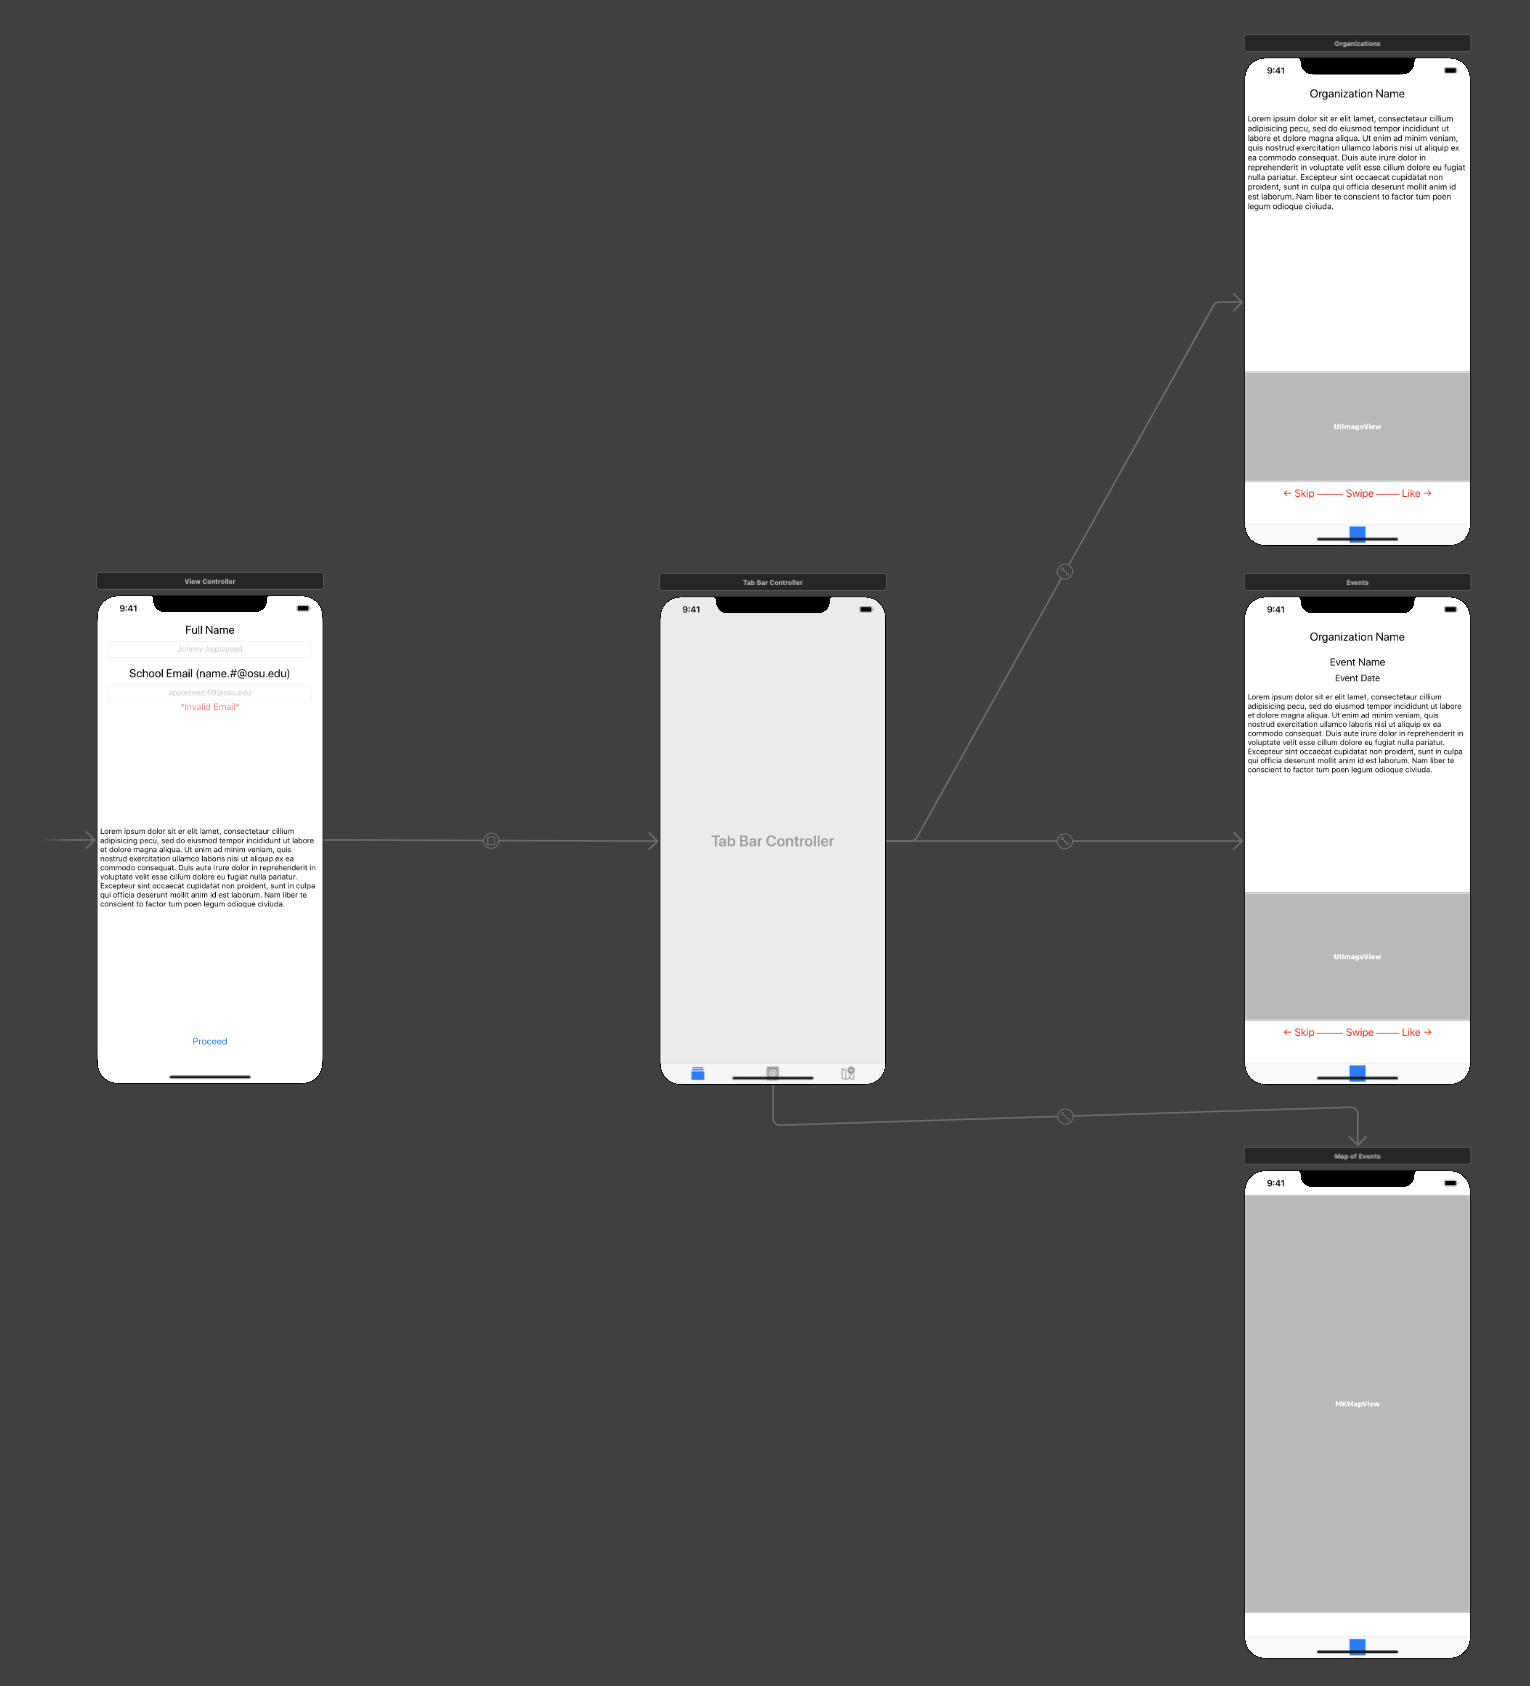 Organizations
9:41
Organization Name
Lorem ipsum dolor sit er elit lamet, consectetaur cillium
adipisicing pecu, sed do eiusmod tempor incididunt ut
labore et dolore magna aliqua. Ut enim ad minim veniam,
quis nostrud exercitation ullamco laboris nisi ut aliquip ex
ea commodo consequat. Duis aute irure dolor in
reprehenderit in voluptate velit esse cillum dolore eu fugiat
nulla pariatur. Excepteur sint occaecat cupidatat non
proident, sunt in culpa qui officia deserunt mollit anim id
est laborum. Nam liber te conscient to factor tum poen
legum odioque civiuda.
UIImageView
← Skip —— Swipe —— Like →
View Controller
9:41
Full Name
Johnny Appleseed
School Email (name.#@osu.edu)
appleseed.69@osu.edu
*Invalid Email*
Lorem ipsum dolor sit er elit lamet, consectetaur cillium
adipisicing pecu, sed do eiusmod tempor incididunt ut labore
et dolore magna aliqua. Ut enim ad minim veniam, quis
nostrud exercitation ullamco laboris nisi ut aliquip ex ea
commodo consequat. Duis aute irure dolor in reprehenderit in
voluptate velit esse cillum dolore eu fugiat nulla pariatur.
Excepteur sint occaecat cupidatat non proident, sunt in culpa
qui officia deserunt mollit anim id est laborum. Nam liber te
conscient to factor tum poen legum odioque civiuda.
Proceed
Tab Bar Controller
9:41
Tab Bar Controller
Events
9:41
Organization Name
Event Name
Event Date
Lorem ipsum dolor sit er elit lamet, consectetaur cillium
adipisicing pecu, sed do eiusmod tempor incididunt ut labore
et dolore magna aliqua. Ut enim ad minim veniam, quis
nostrud exercitation ullamco laboris nisi ut aliquip ex ea
commodo consequat. Duis aute irure dolor in reprehenderit in
voluptate velit esse cillum dolore eu fugiat nulla pariatur.
Excepteur sint occaecat cupidatat non proident, sunt in culpa
qui officia deserunt mollit anim id est laborum. Nam liber te
conscient to factor tum poen legum odioque civiuda.
UIImageView
← Skip —— Swipe —— Like →
Map of Events
9:41
MKMapView